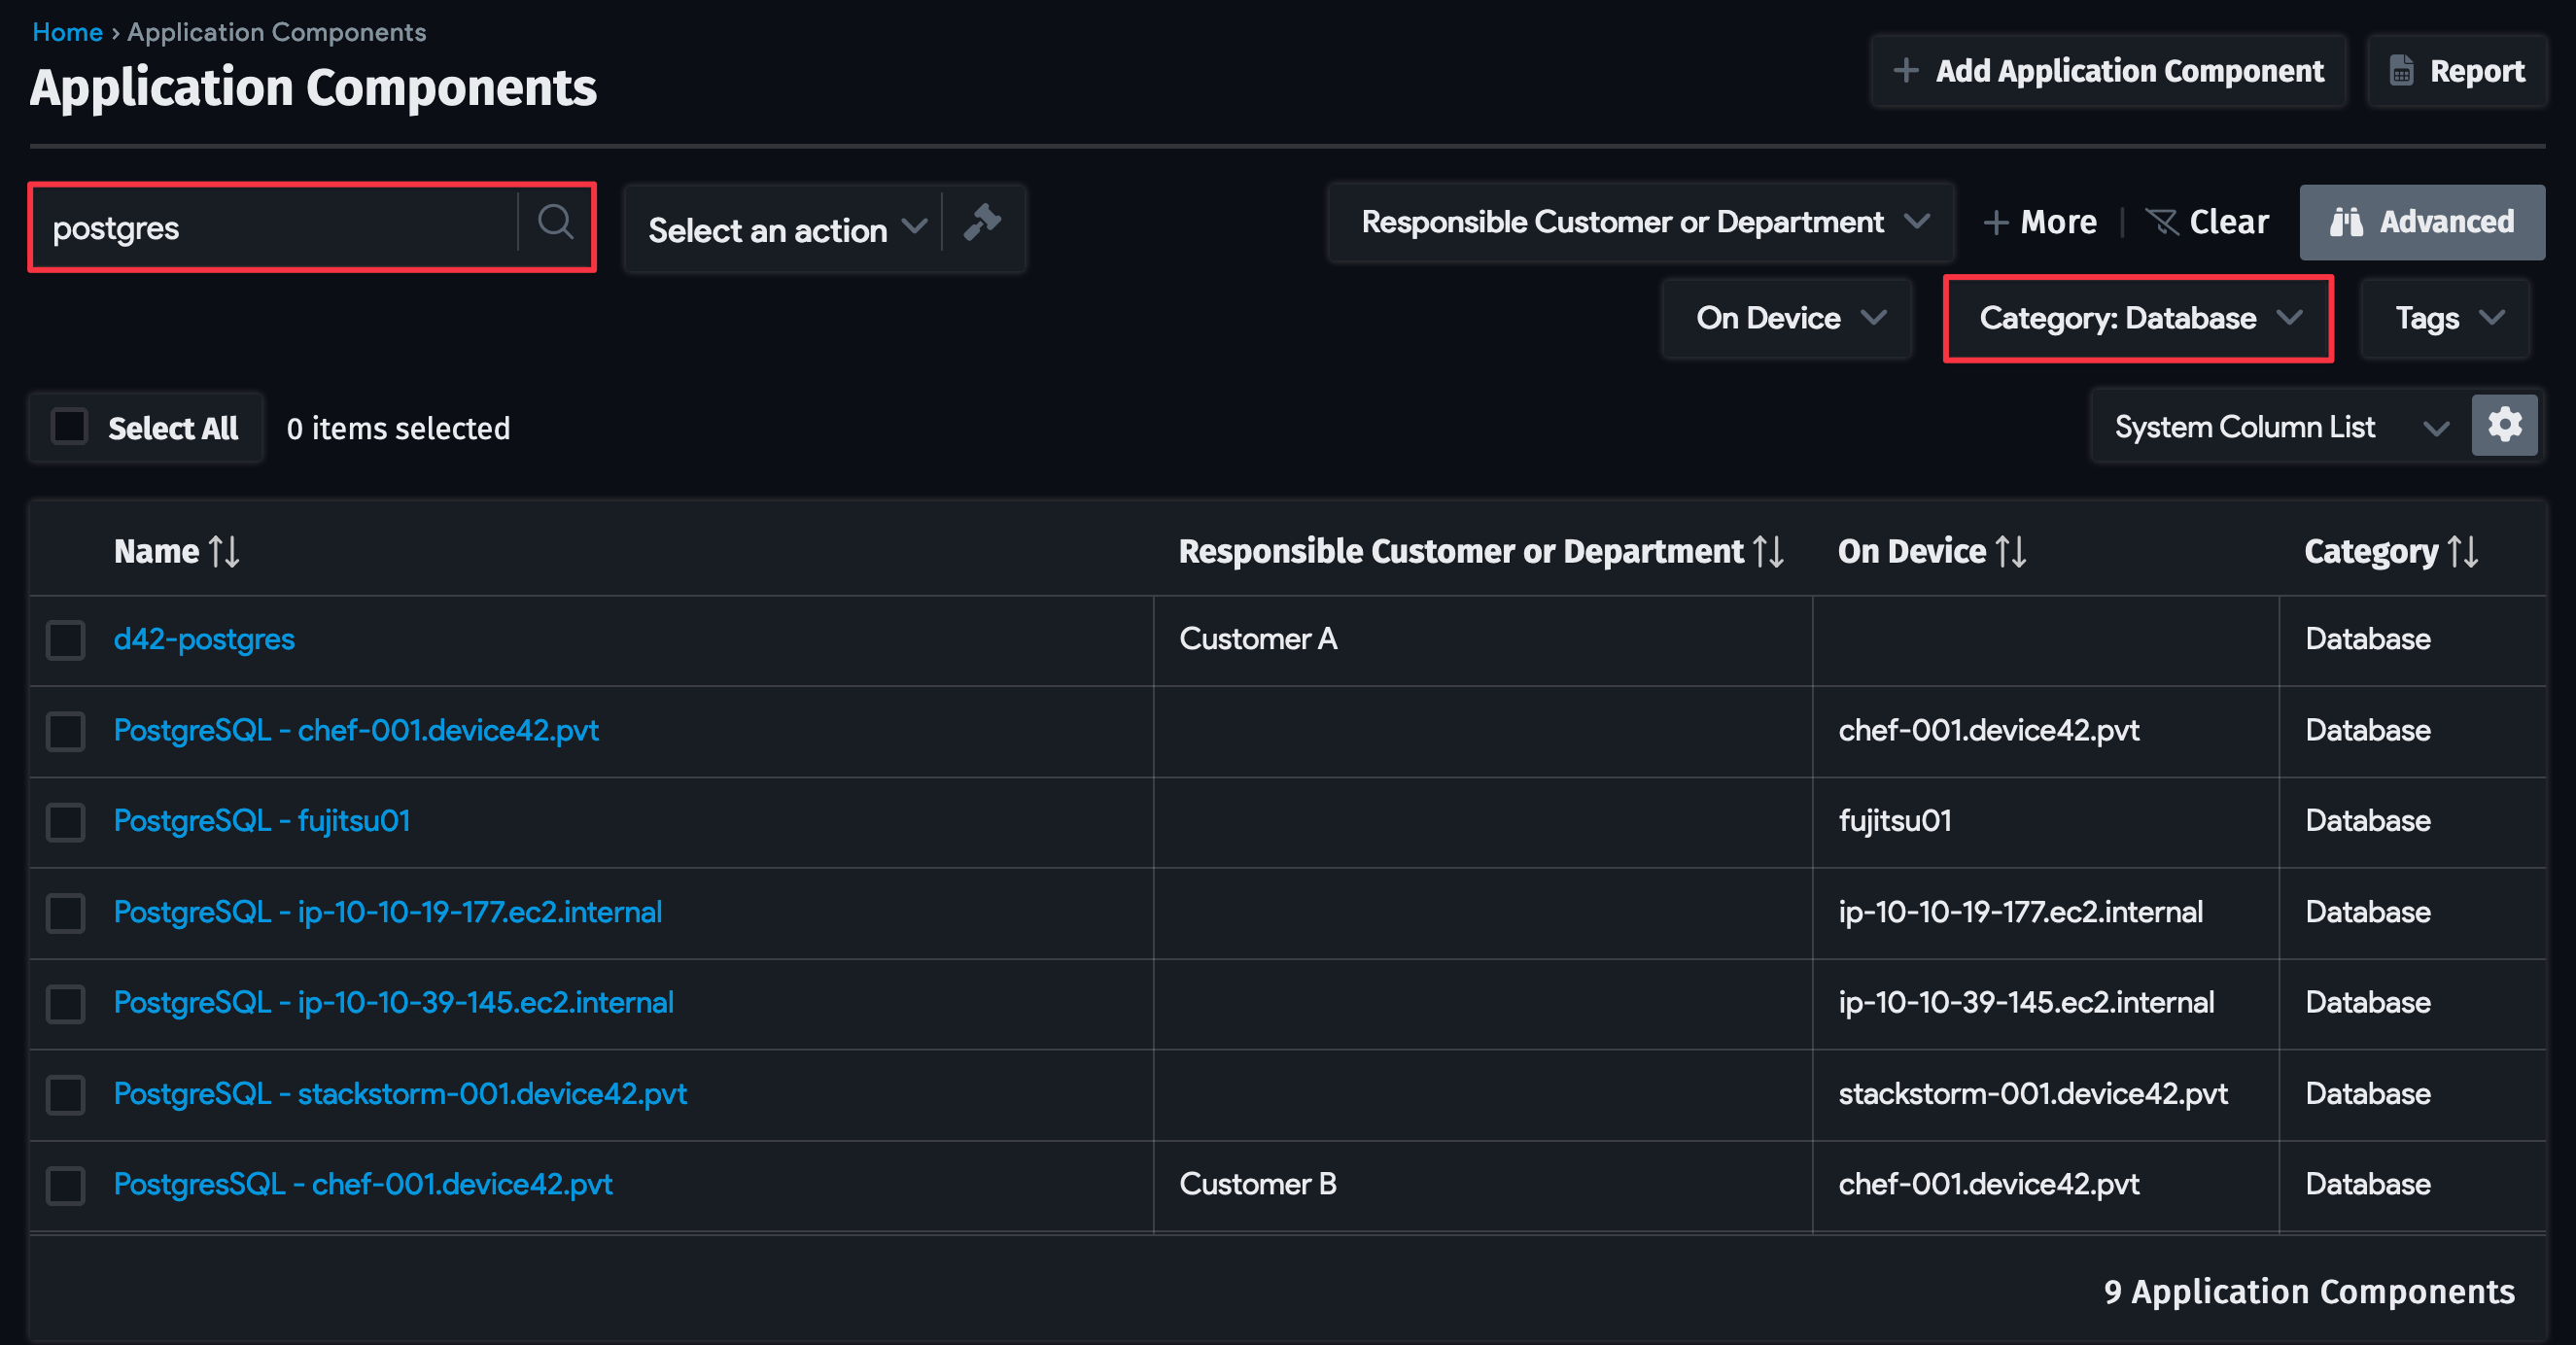 Home › Application Components
Application Components
+ Add Application Component
Report
postgres
Select an action
Responsible Customer or Department
+ More | Clear
Advanced
On Device
Category: Database
Tags
Select All
0 items selected
System Column List
Name Responsible Customer or Department On Device Category
d42-postgres Customer A Database
PostgreSQL - chef-001.device42.pvt chef-001.device42.pvt Database
PostgreSQL - fujitsu01 fujitsu01 Database
PostgreSQL - ip-10-10-19-177.ec2.internal ip-10-10-19-177.ec2.internal Database
PostgreSQL - ip-10-10-39-145.ec2.internal ip-10-10-39-145.ec2.internal Database
PostgreSQL - stackstorm-001.device42.pvt stackstorm-001.device42.pvt Database
PostgresSQL - chef-001.device42.pvt Customer B chef-001.device42.pvt Database
9 Application Components